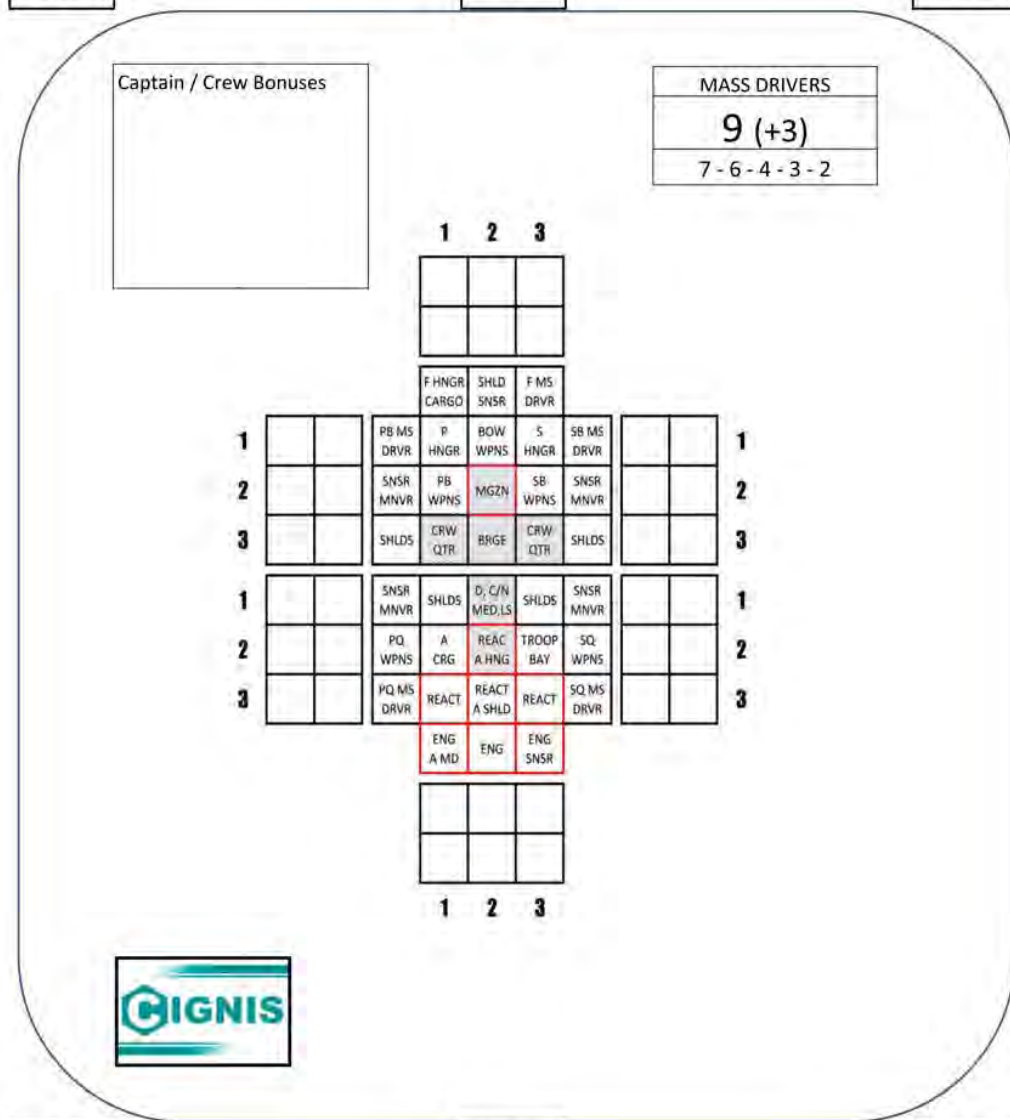 Captain / Crew Bonuses
MASS DRIVERS
9 (+3)
7 - 6 - 4 - 3 - 2
1 2 3
F HNGR SHLD F MS
CARGO SNSR DRVR
1 PB MS P BOW S SB MS 1
DRVR HNGR WPNS HNGR DRVR
2 SNSR PB MGZN SB SNSR 2
MNVR WPNS WPNS MNVR
3 SHLDS CRW BRGE CRW SHLDS 3
QTR QTR
1 SNSR SHLDS D, C/N SHLDS SNSR 1
MNVR MED,LS MNVR
2 PQ A REAC TROOP SQ 2
WPNS CRG A HNG BAY WPNS
3 PQ MS REACT REACT REACT SQ MS 3
DRVR A SHLD DRVR
ENG ENG ENG
A MD SNSR
1 2 3
CIGNIS